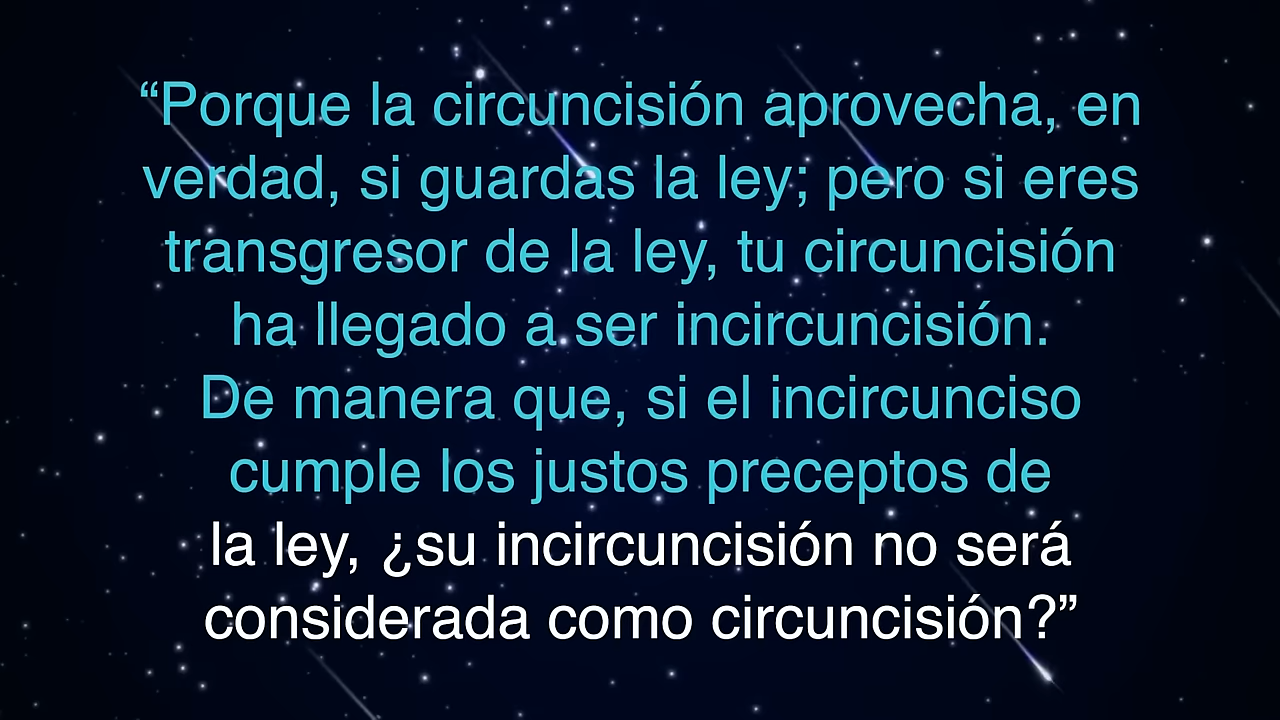 “Porque la circuncisión aprovecha, en
verdad, si guardas la ley; pero si eres
transgresor de la ley, tu circuncisión
ha llegado a ser incircuncisión.
De manera que, si el incircunciso
cumple los justos preceptos de
la ley, ¿su incircuncisión no será
considerada como circuncisión?”